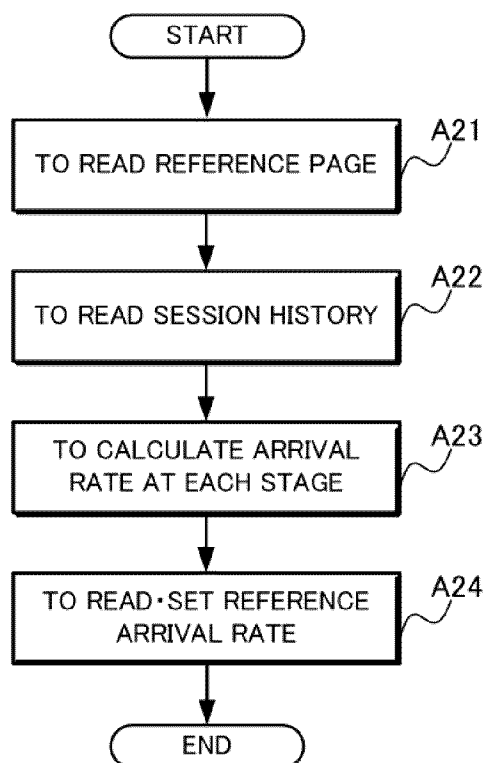 START
TO READ REFERENCE PAGE
A21
TO READ SESSION HISTORY
A22
TO CALCULATE ARRIVAL
RATE AT EACH STAGE
A23
TO READ・SET REFERENCE
ARRIVAL RATE
A24
END